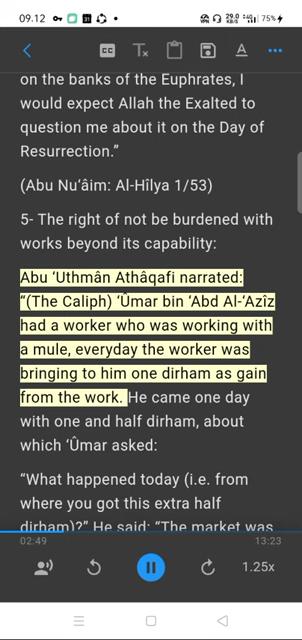 09.12
31
29.0
KB/S
4G
75%
CC
T×
A
on the banks of the Euphrates, I
would expect Allah the Exalted to
question me about it on the Day of
Resurrection.”
(Abu Nu‘âim: Al-Hîlya 1/53)
5- The right of not be burdened with
works beyond its capability:
Abu ‘Uthmân Athâqafi narrated:
“(The Caliph) ‘Ûmar bin ‘Abd Al-‘Azîz
had a worker who was working with
a mule, everyday the worker was
bringing to him one dirham as gain
from the work. He came one day
with one and half dirham, about
which ‘Ûmar asked:
“What happened today (i.e. from
where you got this extra half
dirham)?” He said: “The market was
02:49
13:23
1.25x